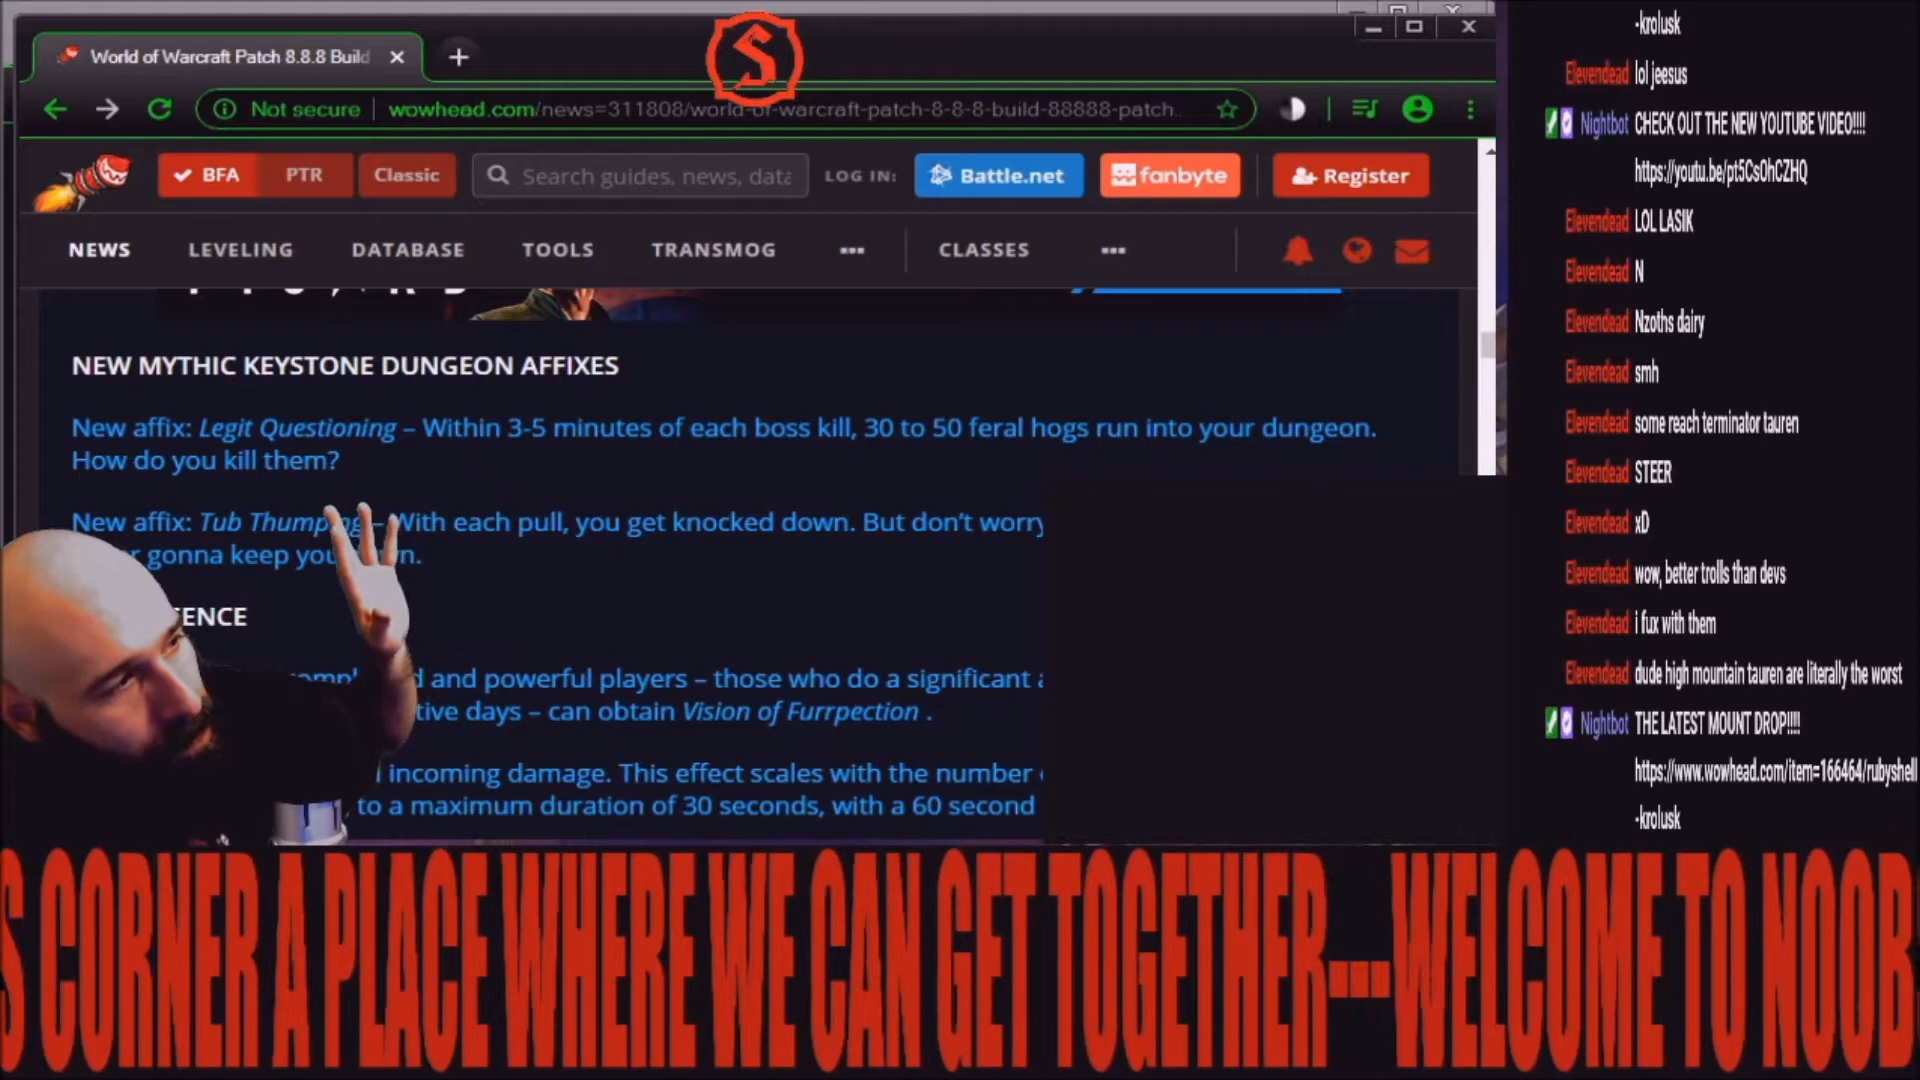 World of Warcraft Patch 8.8.8 Build
Not secure
wowhead.com/news=311808/world-of-warcraft-patch-8-8-8-build-88888-patch..
BFA
PTR
Classic
Search guides, news, data
LOG IN:
Battle.net
fanbyte
Register
NEWS
LEVELING
DATABASE
TOOLS
TRANSMOG
CLASSES
NEW MYTHIC KEYSTONE DUNGEON AFFIXES
New affix: Legit Questioning – Within 3-5 minutes of each boss kill, 30 to 50 feral hogs run into your dungeon.
How do you kill them?
New affix: Tub Thumping – With each pull, you get knocked down. But don't worry
gonna keep you
and powerful players – those who do a significant
days – can obtain Vision of Furrpection .
incoming damage. This effect scales with the number
to a maximum duration of 30 seconds, with a 60 second
S CORNER A PLACE WHERE WE CAN GET TOGETHER---WELCOME TO NOOB
-krolusk
Elevendead lol jeesus
Nightbot CHECK OUT THE NEW YOUTUBE VIDEO!!!!
https://youtu.be/pt5CsOhCZHQ
Elevendead LOL LASIK
Elevendead N
Elevendead Nzoths dairy
Elevendead smh
Elevendead some reach terminator tauren
Elevendead STEER
Elevendead xD
Elevendead wow, better trolls than devs
Elevendead i fux with them
Elevendead dude high mountain tauren are literally the worst
Nightbot THE LATEST MOUNT DROP!!!!
https://www.wowhead.com/item=166464/rubyshell
-krolusk